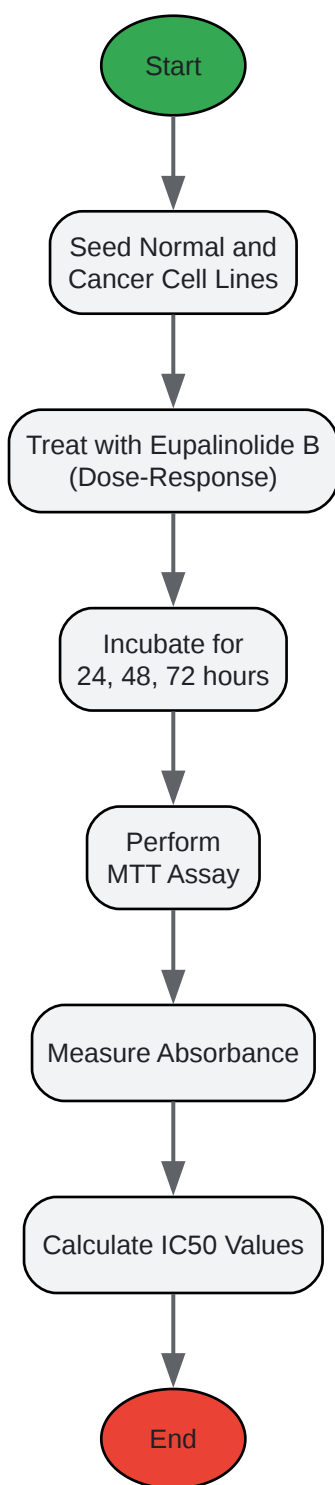 Start
Seed Normal and
Cancer Cell Lines
Treat with Eupalinolide B
(Dose-Response)
Incubate for
24, 48, 72 hours
Perform
MTT Assay
Measure Absorbance
Calculate IC50 Values
End